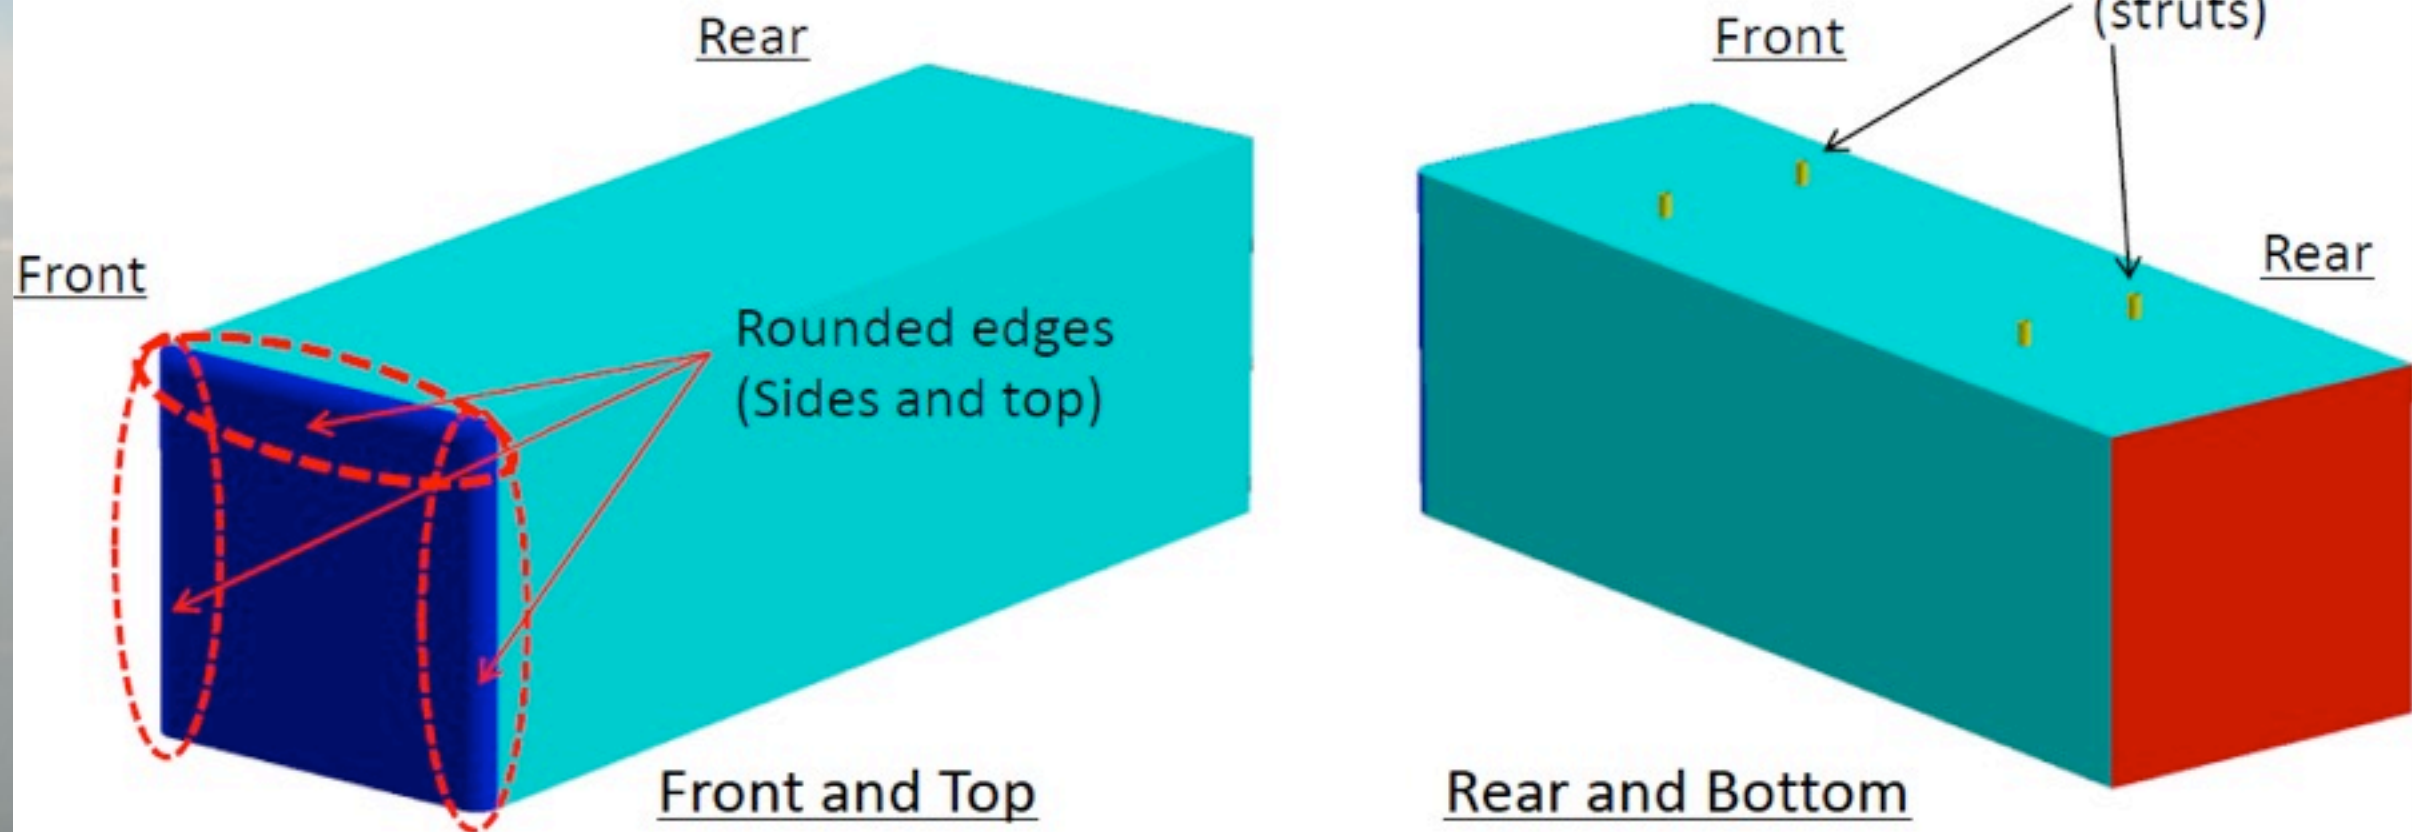 Rear
Front
Rounded edges
(Sides and top)
Front and Top
(struts)
Front
Rear
Rear and Bottom